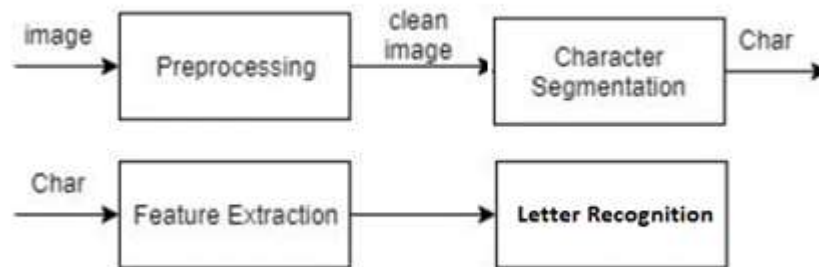 image
Preprocessing
clean
image
Character
Segmentation
Char
Char
Feature Extraction
Letter Recognition